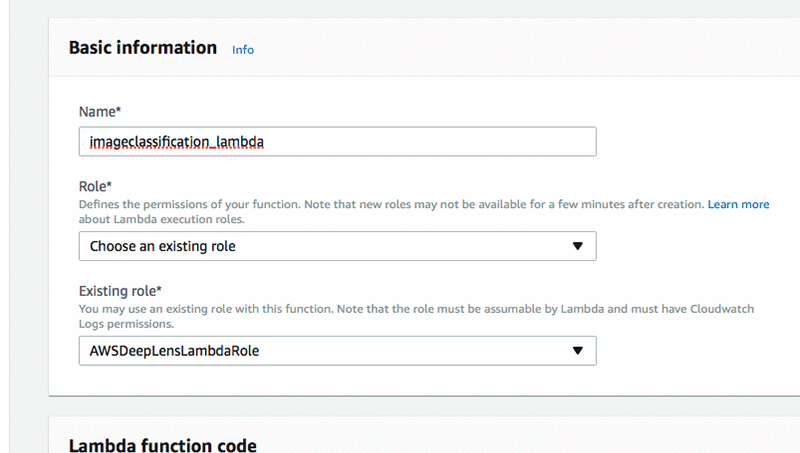 Basic information Info
Name*
imageclassification_lambda
Role*
Defines the permissions of your function. Note that new roles may not be available for a few minutes after creation. Learn more
about Lambda execution roles.
Choose an existing role
Existing role*
You may use an existing role with this function. Note that the role must be assumable by Lambda and must have Cloudwatch
Logs permissions.
AWSDeepLensLambdaRole
Lambda function code